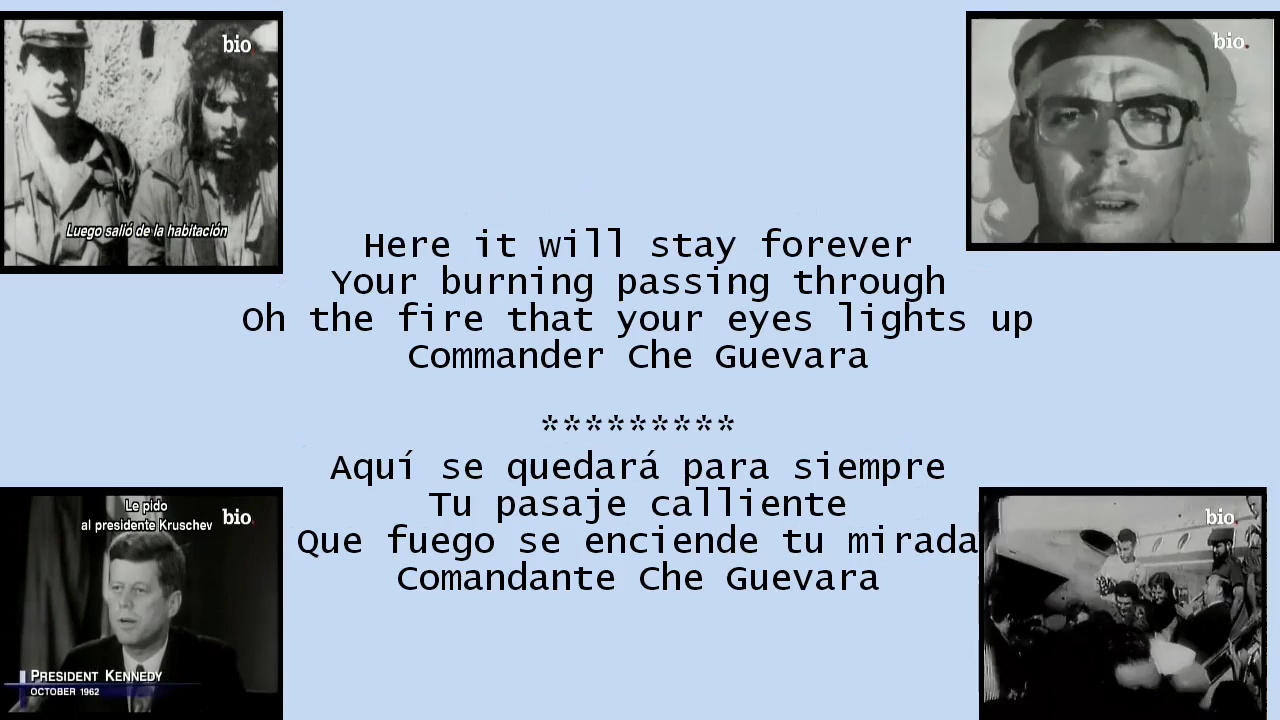 bio.
Luego salió de la habitación
bio.
Here it will stay forever
Your burning passing through
Oh the fire that your eyes lights up
Commander Che Guevara
*********
Aquí se quedará para siempre
Tu pasaje calliente
Que fuego se enciende tu mirada
Comandante Che Guevara
Le pido
al presidente Kruschev
bio.
PRESIDENT KENNEDY
OCTOBER 1962
bio.